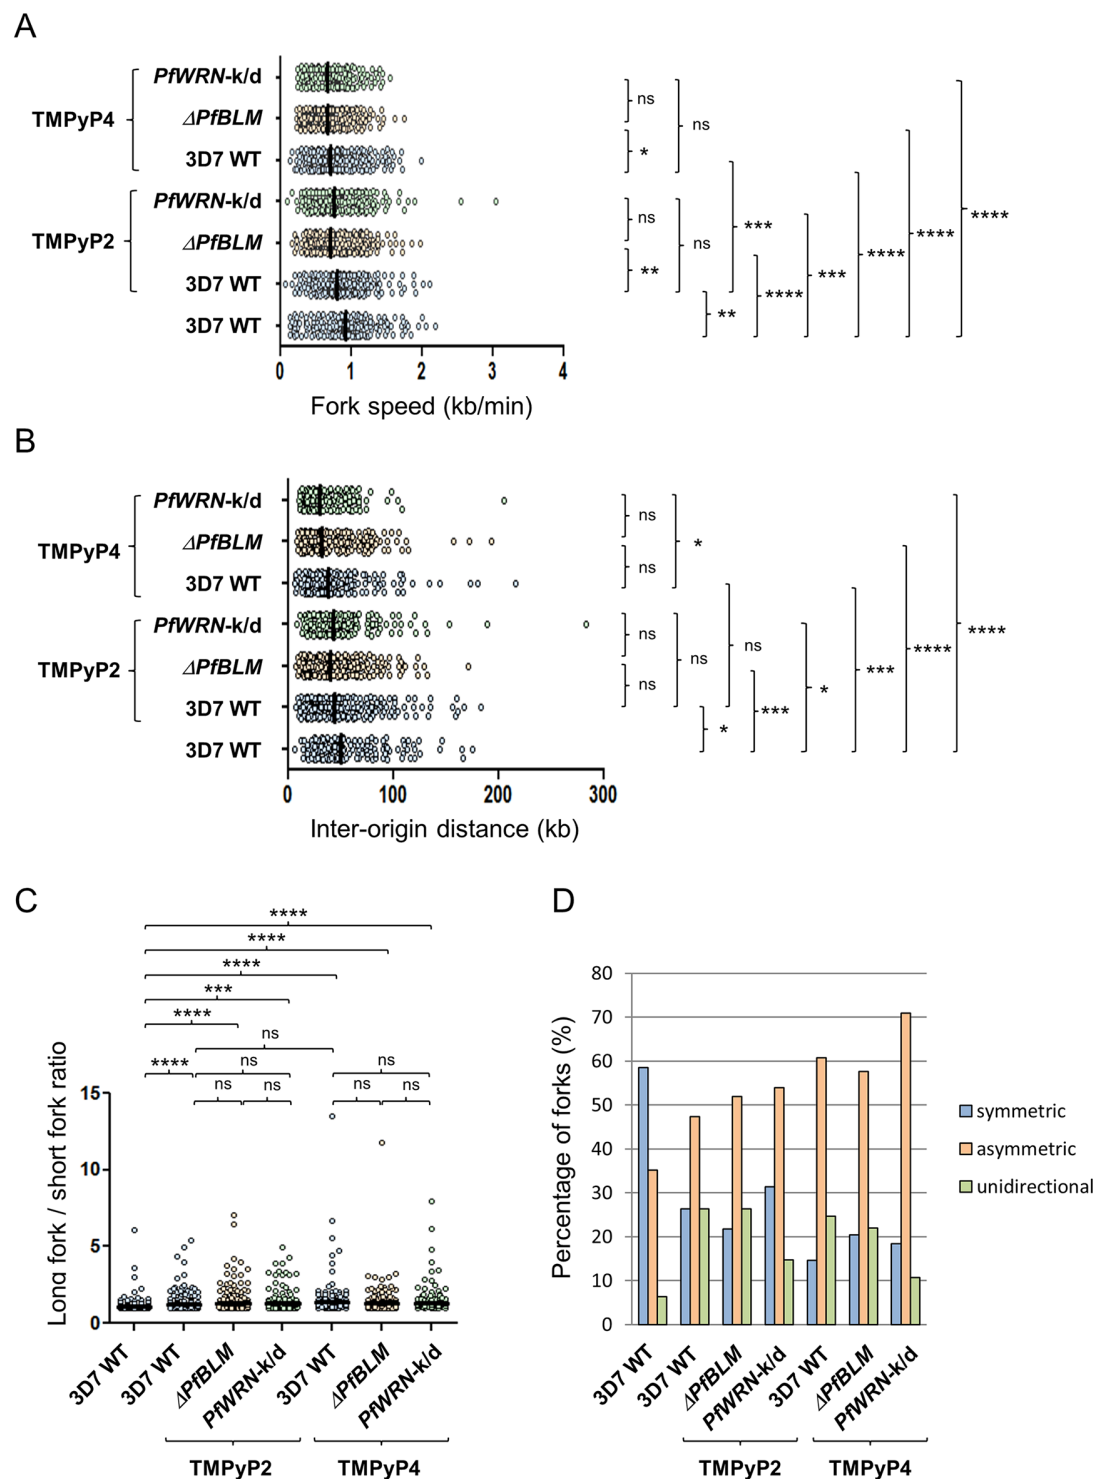 A
PfWRN-k/d
ΔPfBLM
3D7 WT
PfWRN-k/d
ΔPfBLM
3D7 WT
3D7 WT
TMPyP4
TMPyP2
ns
*
ns
ns
**
ns
***
**
****
***
****
****
****
0 1 2 3 4
Fork speed (kb/min)
B
PfWRN-k/d
ΔPfBLM
3D7 WT
PfWRN-k/d
ΔPfBLM
3D7 WT
3D7 WT
TMPyP4
TMPyP2
ns
ns
*
ns
ns
ns
ns
*
***
*
***
****
****
0 100 200 300
Inter-origin distance (kb)
C
****
****
****
***
****
ns
**** ns ns
ns ns ns ns
Long fork / short fork ratio
15
10
5
0
3D7 WT
3D7 WT
ΔPfBLM
PfWRN-k/d
3D7 WT
ΔPfBLM
PfWRN-k/d
TMPyP2 TMPyP4
D
Percentage of forks (%)
80
70
60
50
40
30
20
10
0
symmetric
asymmetric
unidirectional
3D7 WT
3D7 WT
ΔPfBLM
PfWRN-k/d
3D7 WT
ΔPfBLM
PfWRN-k/d
TMPyP2 TMPyP4